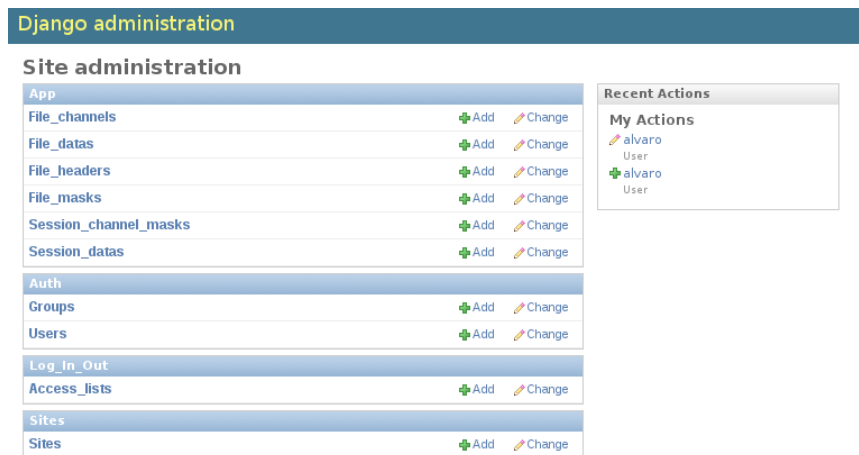 Django administration
Site administration
App
File_channels Add Change
File_datas Add Change
File_headers Add Change
File_masks Add Change
Session_channel_masks Add Change
Session_datas Add Change
Auth
Groups Add Change
Users Add Change
Log_In_Out
Access_lists Add Change
Sites
Sites Add Change
Recent Actions
My Actions
alvaro
User
alvaro
User